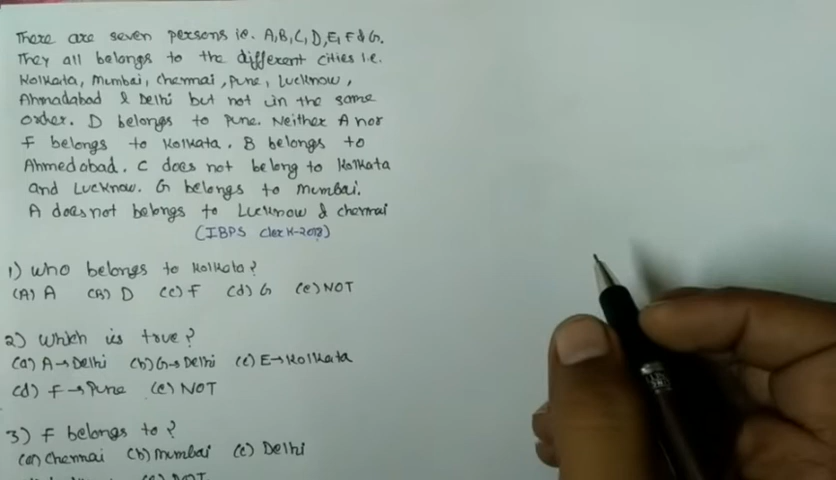 There are seven persons i.e. A,B,C,D,E,F & G.
They all belongs to the different cities i.e.
Kolkata, Mumbai, Chennai, Pune, Lucknow,
Ahmadabad & Delhi but not in the same
order. D belongs to Pune. Neither A nor
F belongs to Kolkata. B belongs to
Ahmedabad. C does not belong to Kolkata
and Lucknow. G belongs to Mumbai.
A does not belongs to Lucknow & Chennai
(IBPS Clerk-2018)
1) Who belongs to Kolkata?
(A) A (B) D (C) F (d) G (e) NOT
2) Which is true?
(a) A→Delhi (b) G→Delhi (c) E→Kolkata
(d) F→Pune (e) NOT
3) F belongs to?
(a) Chennai (b) Mumbai (c) Delhi
(e) NOT